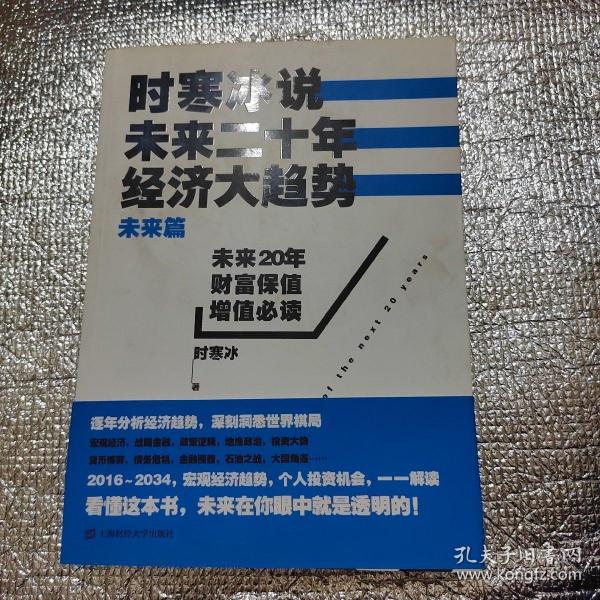 时寒冰说
未来二十年
经济大趋势
未来篇
未来20年
财富保值
增值必读
of the next 20 years
时寒冰
著
逐年分析经济趋势，深刻洞悉世界棋局
宏观经济，战略金融，政策逻辑，地缘政治，投资大势
货币博弈，债务危机，金融围猎，石油之战，大国角逐……
2016~2034，宏观经济趋势，个人投资机会，一一解读
看懂这本书，未来在你眼中就是透明的！
上海财经大学出版社
孔夫子旧书网
www.kongfz.com